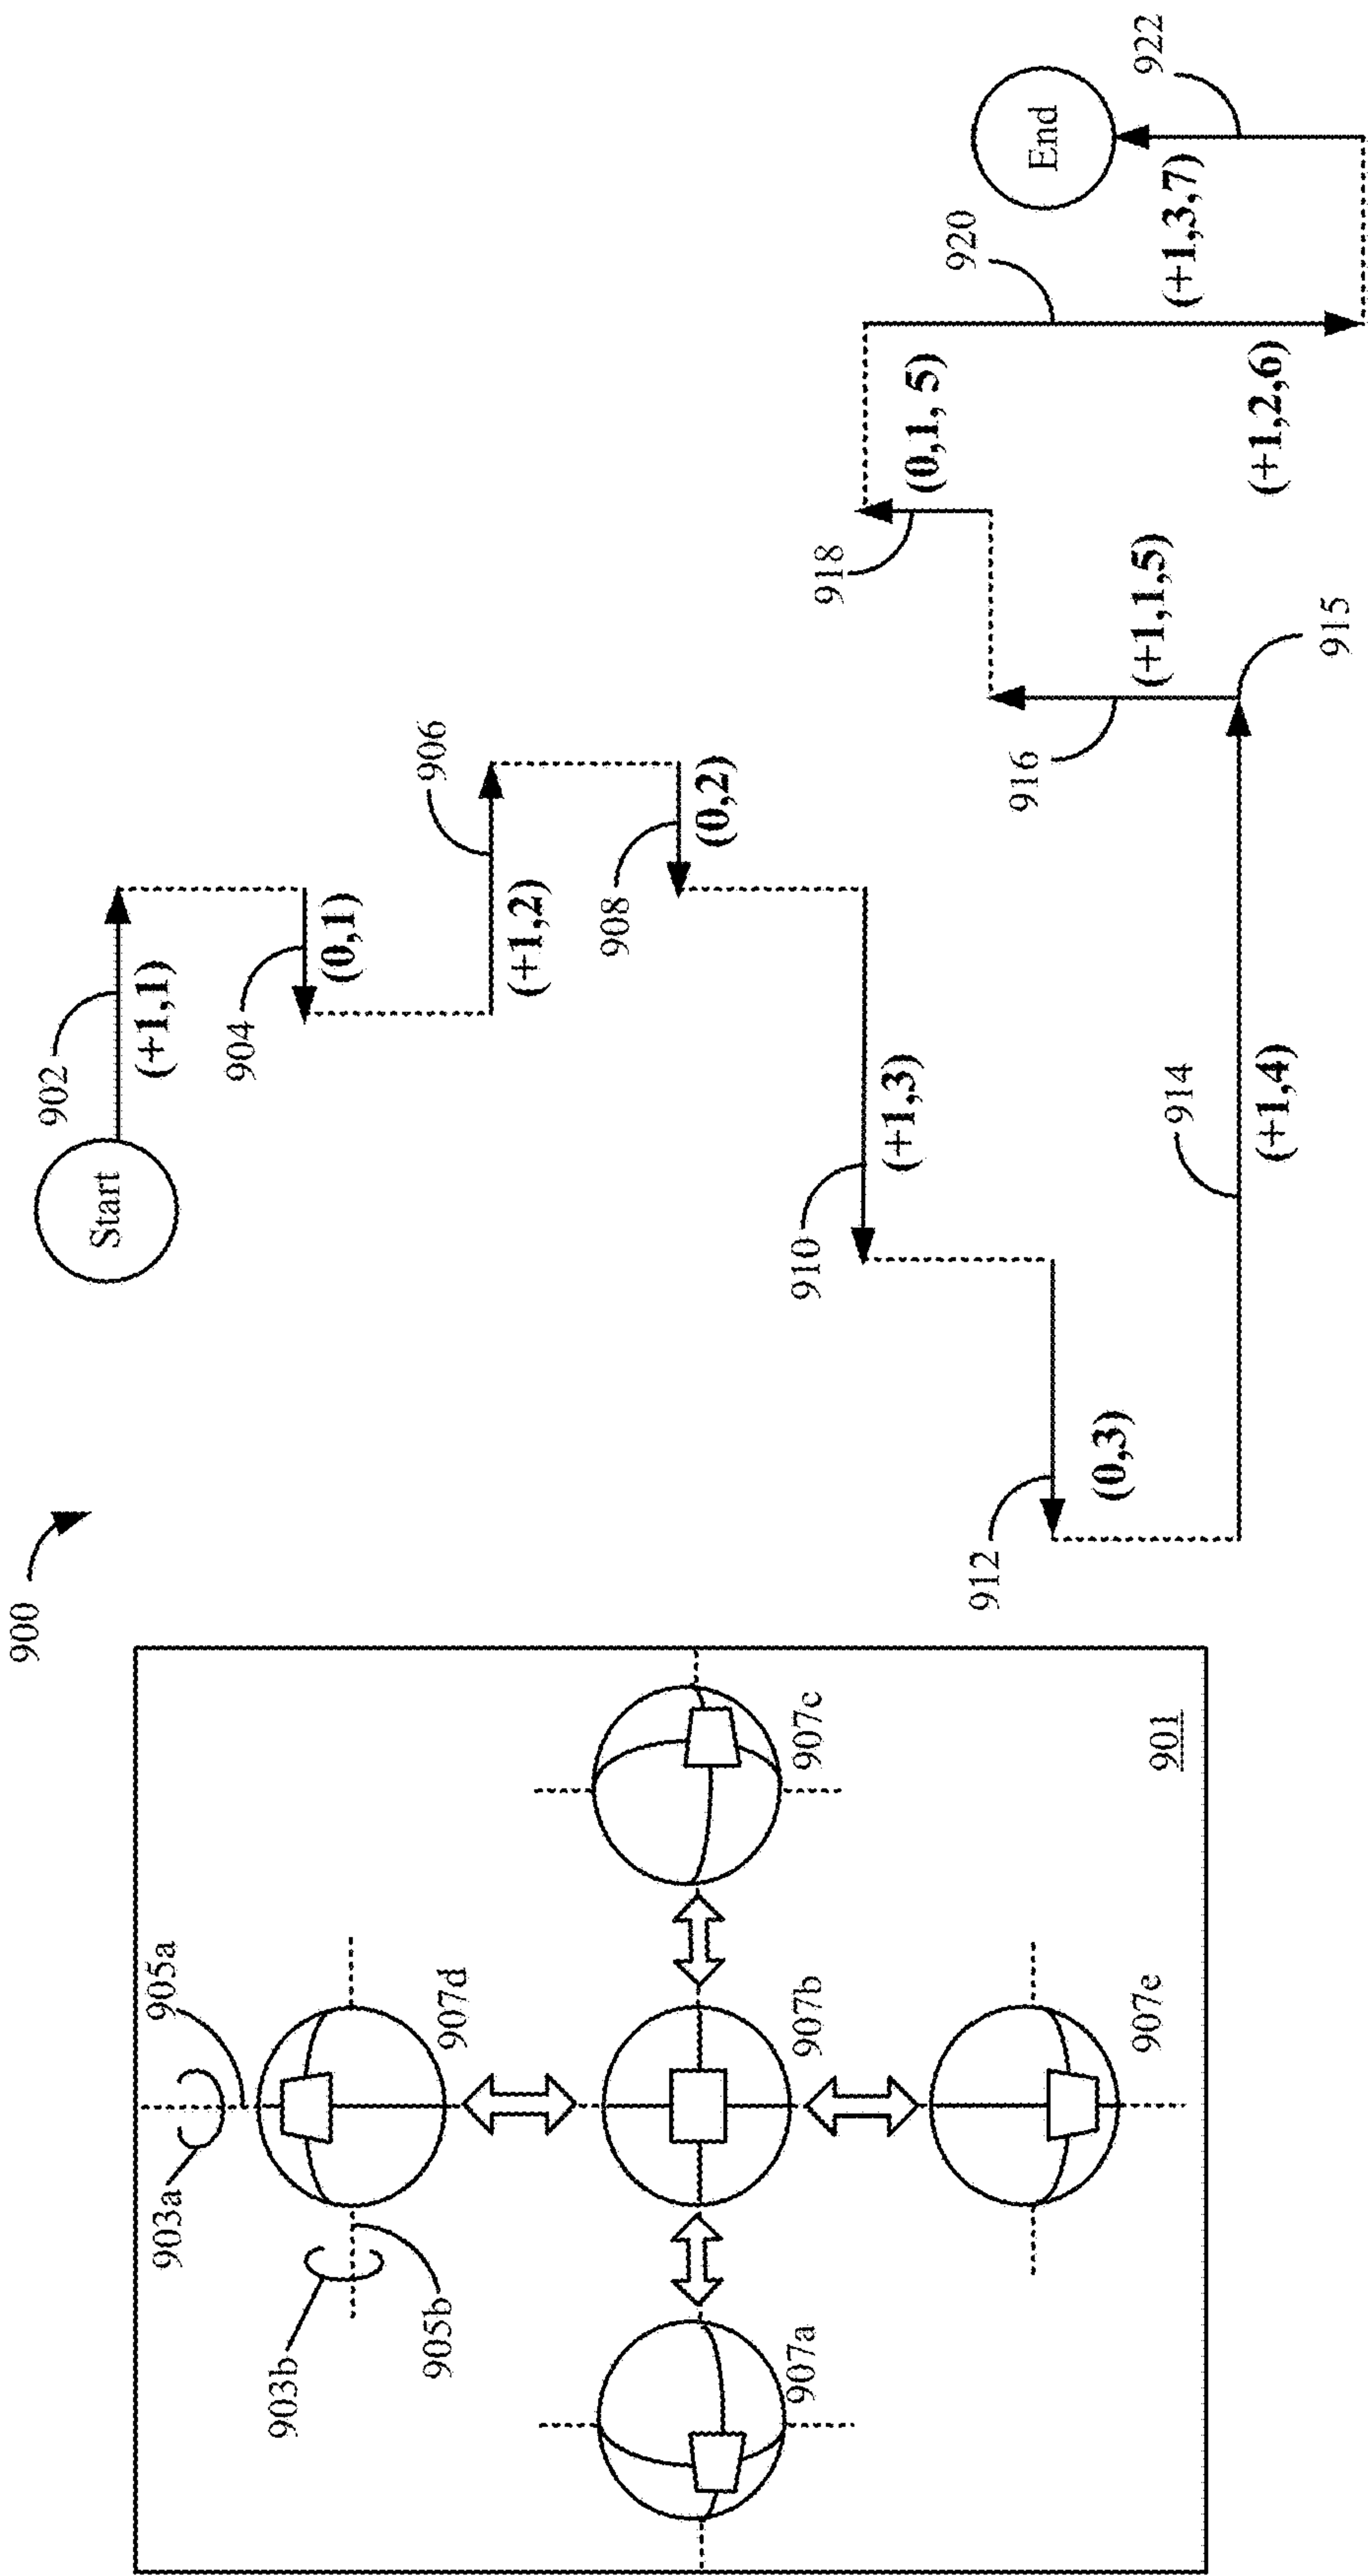 900
903a
905a
903b
905b
907d
907a
907b
907c
907e
901
Start
902
(+1,1)
904
(0,1)
906
(+1,2)
908
(0,2)
910
(+1,3)
912
(0,3)
914
(+1,4)
915
916
(+1,1,5)
918
(0,1, 5)
920
(+1,2,6)
922
(+1,3,7)
End